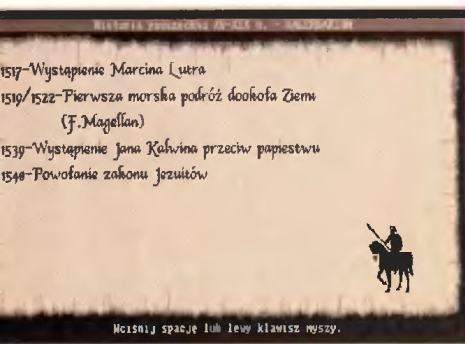 1517-Wystąpienie Marcina Lutra
1519/1522-Pierwsza morska podróż dookoła Ziemi
(F.Magellan)
1539-Wystąpienie Jana Kalwina przeciw papiestwu
1540-Powołanie zakonu Jezuitów
Wciśnij spację lub lewy klawisz myszy.